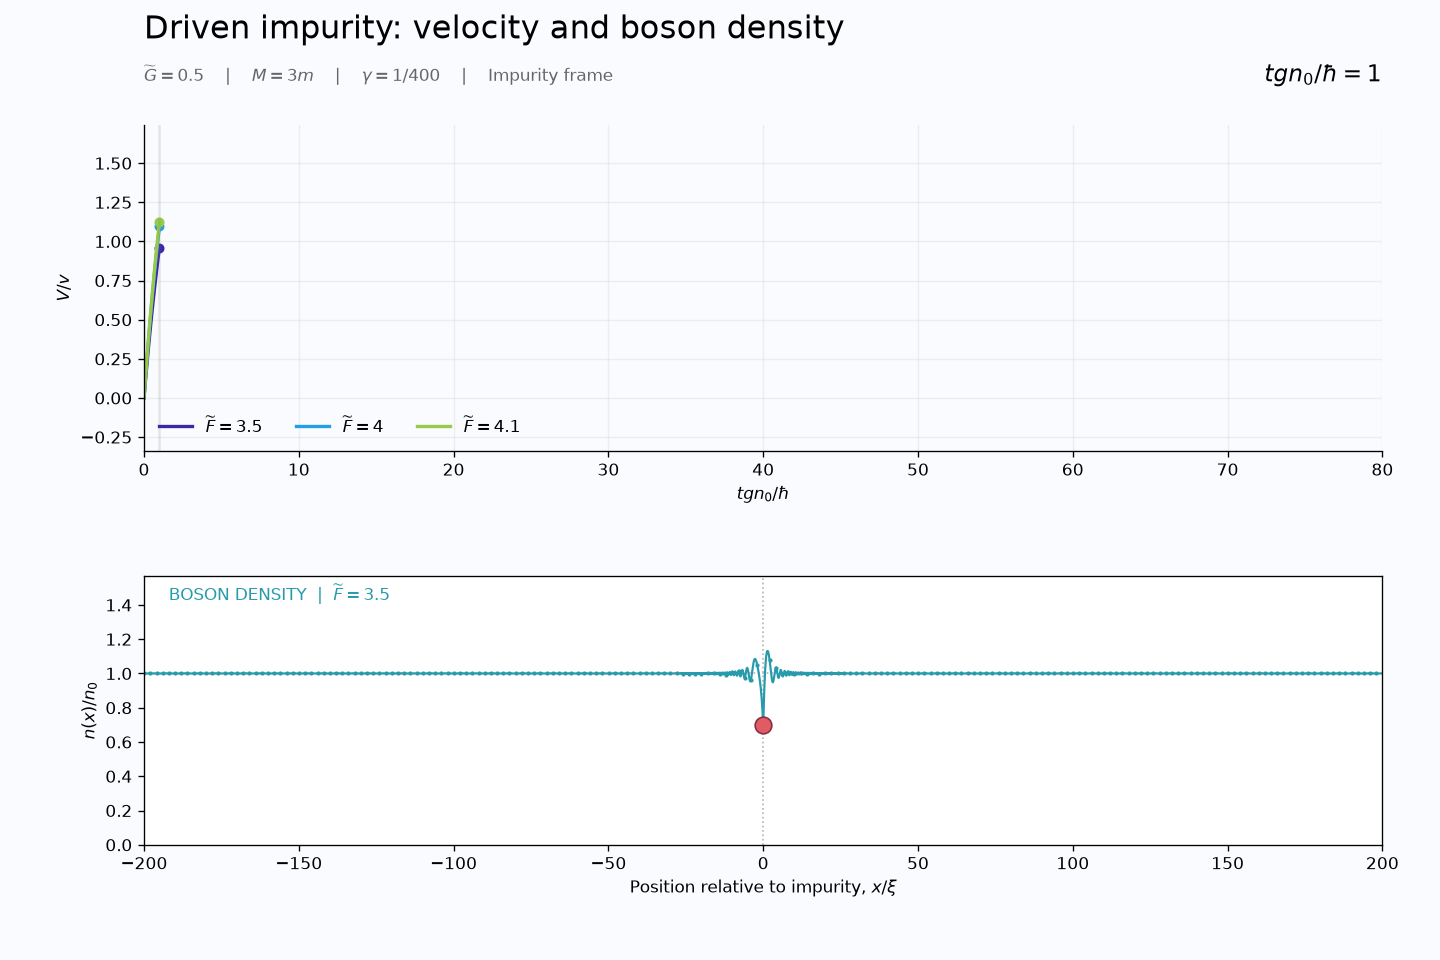 Driven impurity: velocity and boson density
G̃ = 0.5 | M = 3m | γ = 1/400 | Impurity frame
tgn₀/ħ = 1
1.50
1.25
1.00
0.75
0.50
0.25
0.00
−0.25
V/v
F̃ = 3.5 F̃ = 4 F̃ = 4.1
0 10 20 30 40 50 60 70 80
tgn₀/ħ
BOSON DENSITY | F̃ = 3.5
1.4
1.2
1.0
0.8
0.6
0.4
0.2
0.0
n(x)/n₀
−200 −150 −100 −50 0 50 100 150 200
Position relative to impurity, x/ξ